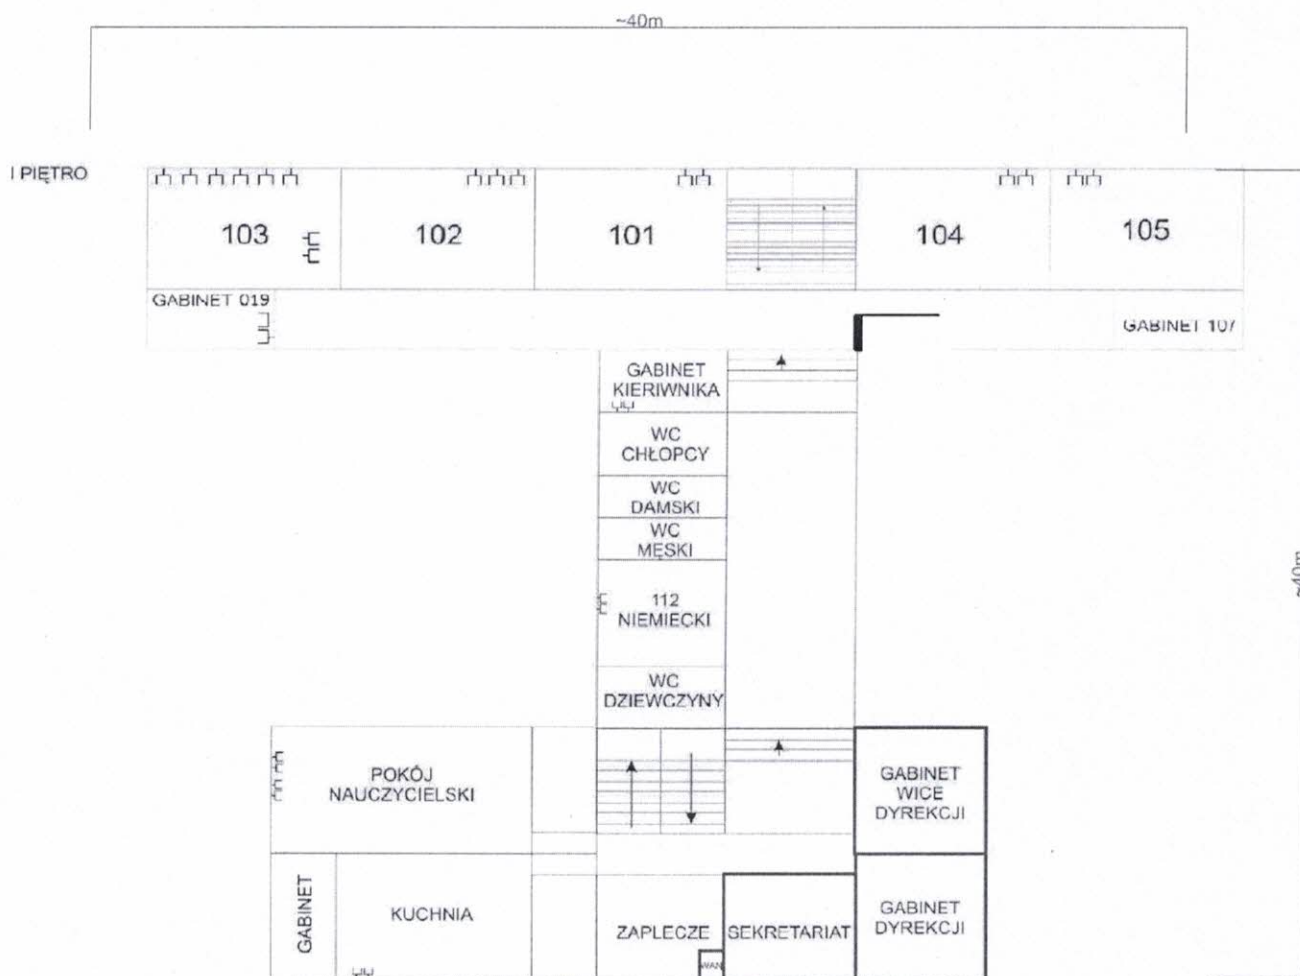 ~40m
I PIĘTRO
103
102
101
104
105
GABINET 019
GABINET 107
GABINET
KIERIWNIKA
WC
CHŁOPCY
WC
DAMSKI
WC
MĘSKI
~40m
112
NIEMIECKI
WC
DZIEWCZYNY
POKÓJ
NAUCZYCIELSKI
GABINET
WICE
DYREKCJI
GABINET
KUCHNIA
ZAPLECZE
SEKRETARIAT
GABINET
DYREKCJI
WAN